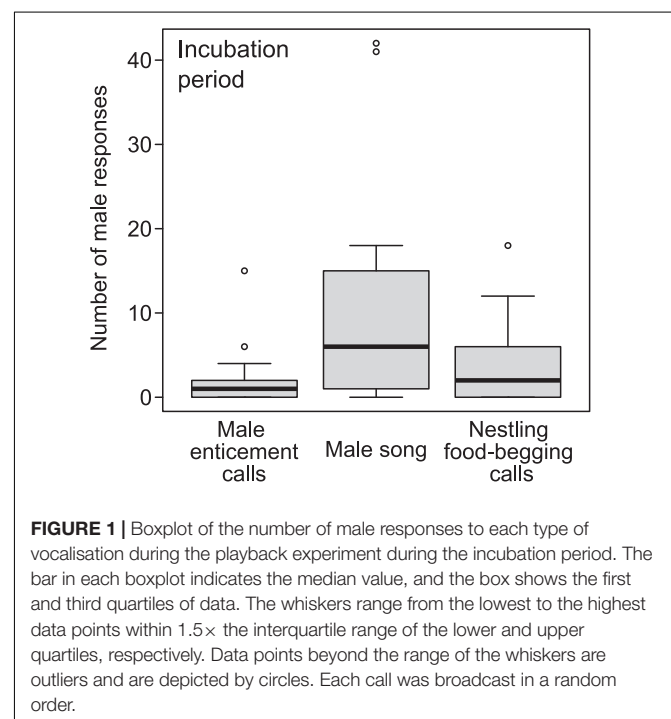 Incubation
period
Number of male responses
40
30
20
10
0
Male
enticement
calls
Male song
Nestling
food-begging
calls
FIGURE 1 | Boxplot of the number of male responses to each type of
vocalisation during the playback experiment during the incubation period. The
bar in each boxplot indicates the median value, and the box shows the first
and third quartiles of data. The whiskers range from the lowest to the highest
data points within 1.5× the interquartile range of the lower and upper
quartiles, respectively. Data points beyond the range of the whiskers are
outliers and are depicted by circles. Each call was broadcast in a random
order.